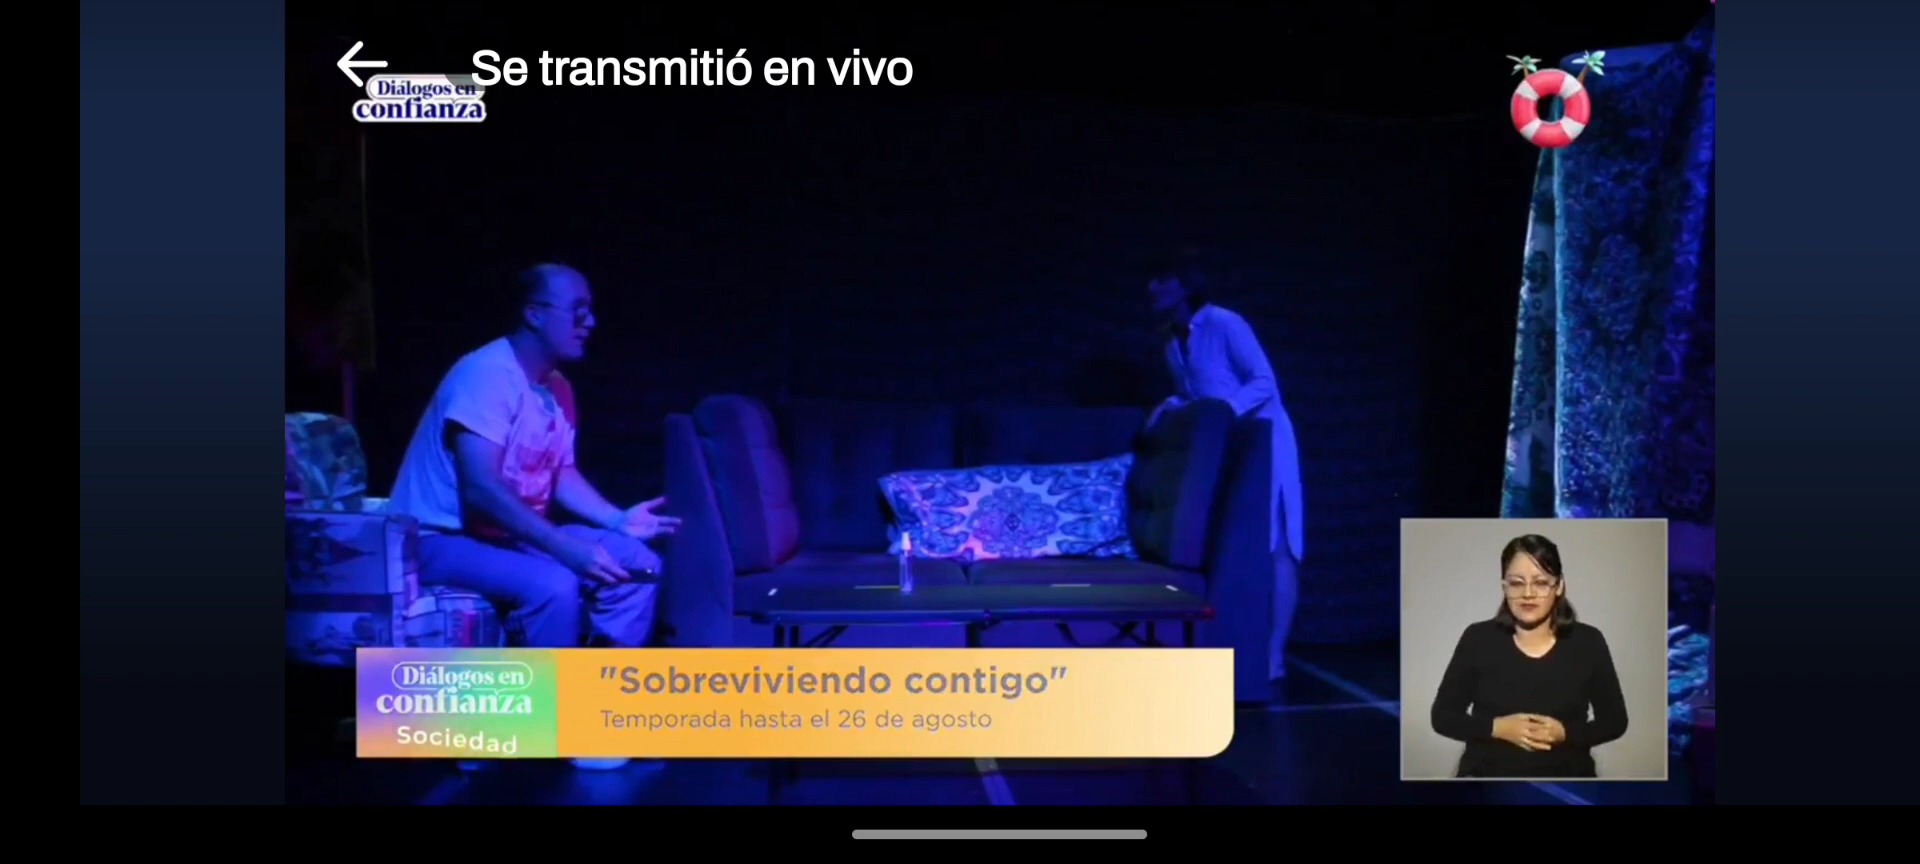 Se transmitió en vivo
Diálogos en
confianza
Diálogos en
confianza
Sociedad
"Sobreviviendo contigo"
Temporada hasta el 26 de agosto